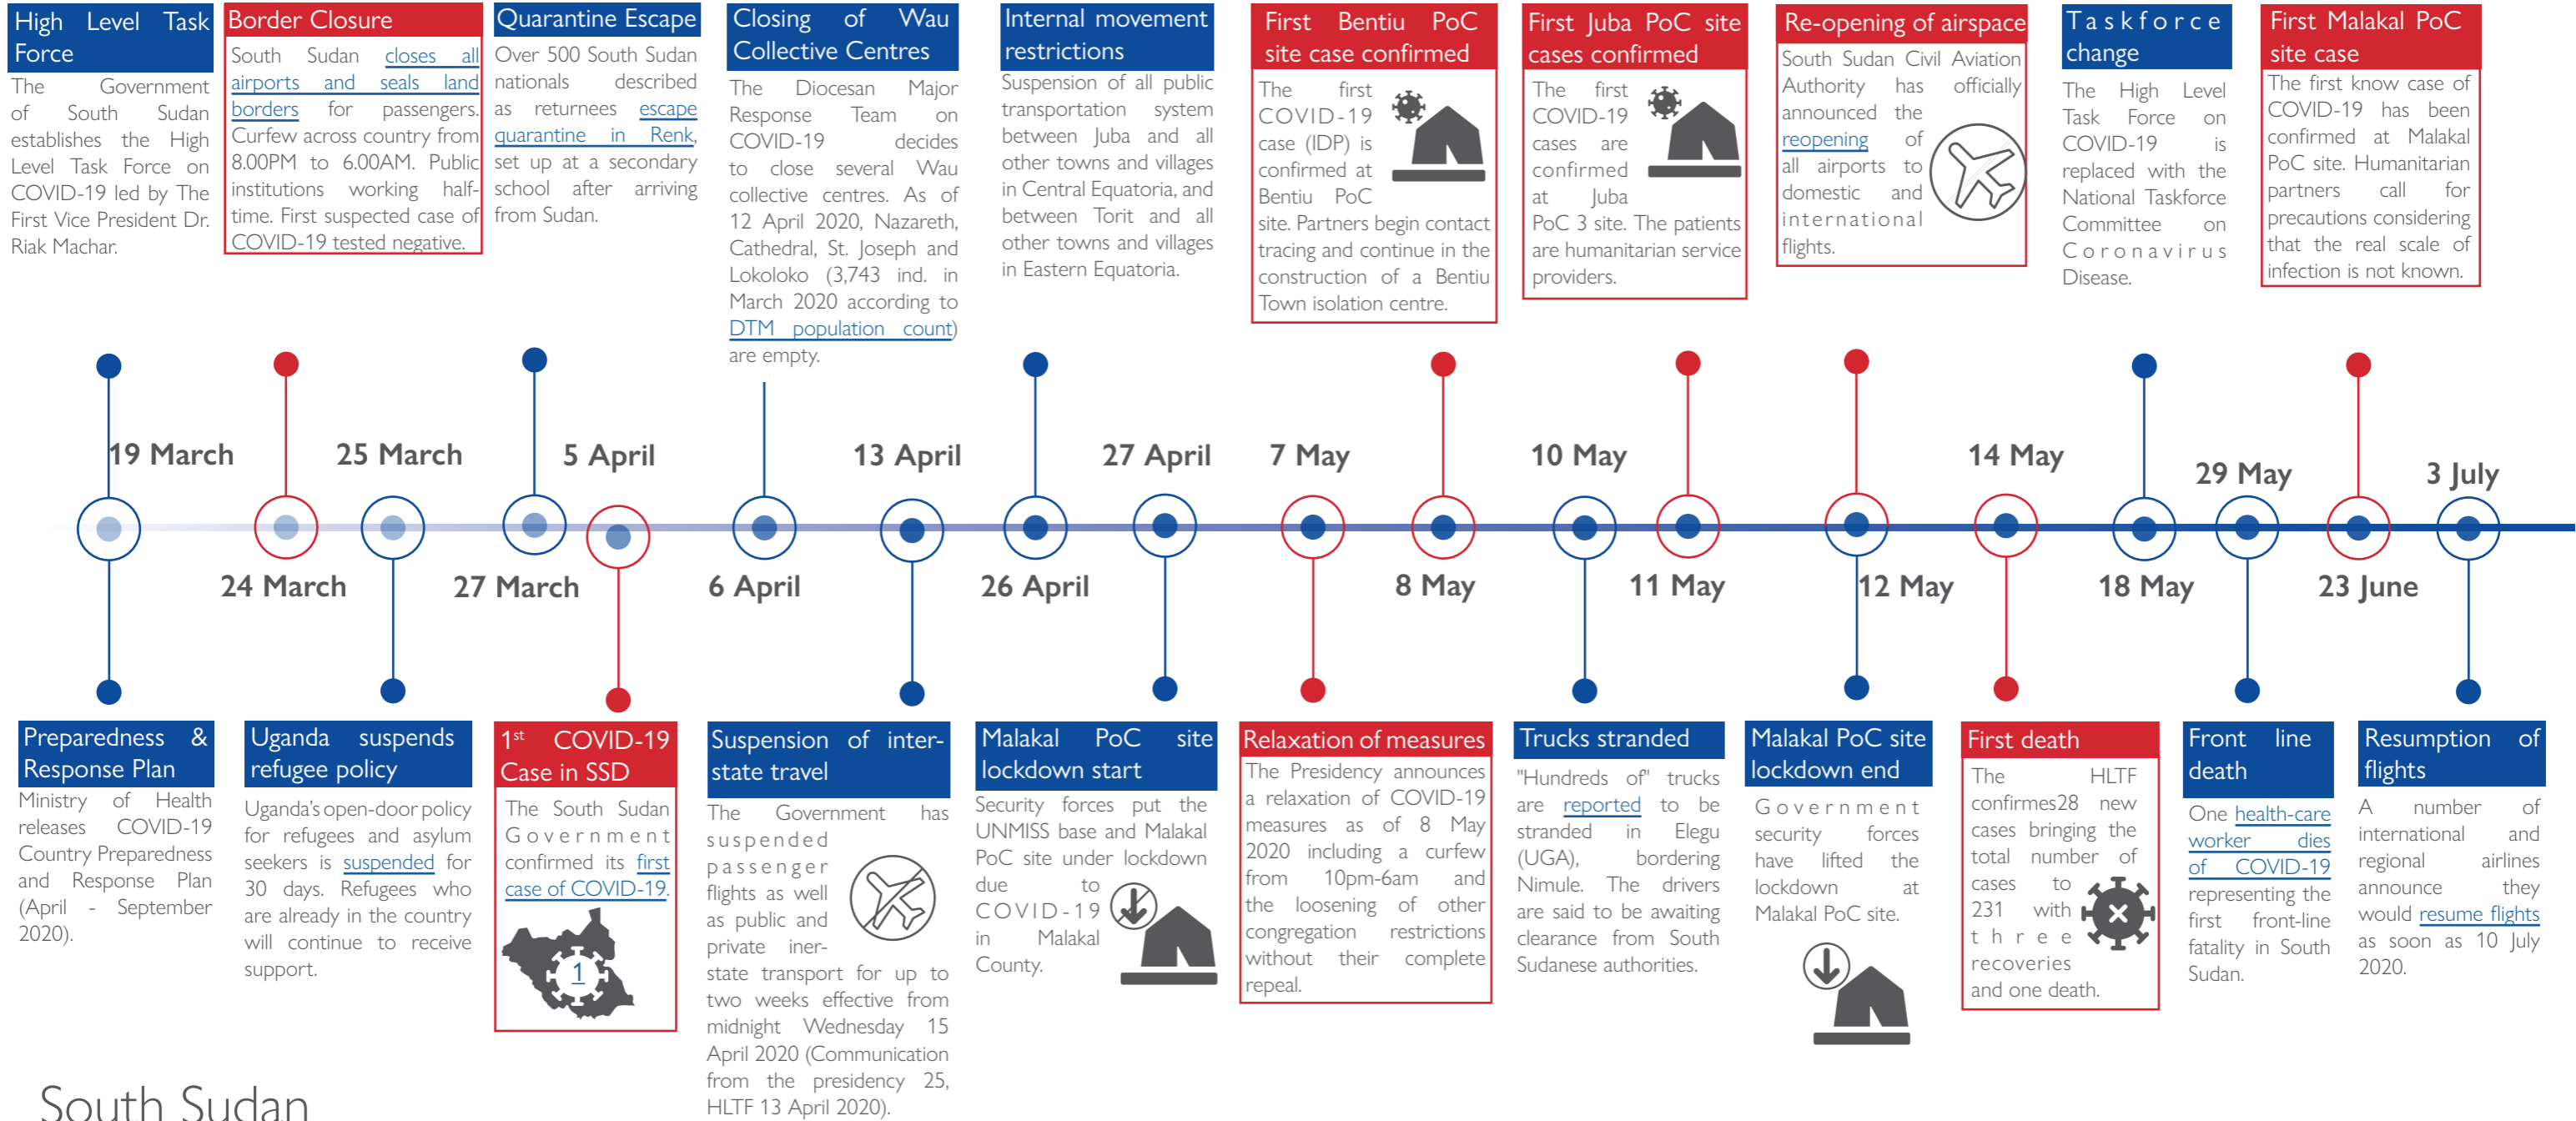 High Level Task
Force
The Government
of South Sudan
establishes the High
Level Task Force on
COVID-19 led by The
First Vice President Dr.
Riak Machar.
Border Closure
South Sudan closes all
airports and seals land
borders for passengers.
Curfew across country from
8.00PM to 6.00AM. Public
institutions working half-
time. First suspected case of
COVID-19 tested negative.
Quarantine Escape
Over 500 South Sudan
nationals described
as returnees escape
quarantine in Renk,
set up at a secondary
school after arriving
from Sudan.
Closing of Wau
Collective Centres
The Diocesan Major
Response Team on
COVID-19 decides
to close several Wau
collective centres. As of
12 April 2020, Nazareth,
Cathedral, St. Joseph and
Lokoloko (3,743 ind. in
March 2020 according to
DTM population count)
are empty.
Internal movement
restrictions
Suspension of all public
transportation system
between Juba and all
other towns and villages
in Central Equatoria, and
between Torit and all
other towns and villages
in Eastern Equatoria.
First Bentiu PoC
site case confirmed
The first
COVID-19
case (IDP) is
confirmed at
Bentiu PoC
site. Partners begin contact
tracing and continue in the
construction of a Bentiu
Town isolation centre.
First Juba PoC site
cases confirmed
The first
COVID-19
cases are
confirmed
at Juba
PoC 3 site. The patients
are humanitarian service
providers.
Re-opening of airspace
South Sudan Civil Aviation
Authority has officially
announced the
reopening of
all airports to
domestic and
international
flights.
Taskforce
change
The High Level
Task Force on
COVID-19 is
replaced with the
National Taskforce
Committee on
Coronavirus
Disease.
First Malakal PoC
site case
The first know case of
COVID-19 has been
confirmed at Malakal
PoC site. Humanitarian
partners call for
precautions considering
that the real scale of
infection is not known.
19 March
25 March
5 April
13 April
27 April
7 May
10 May
14 May
29 May
3 July
24 March
27 March
6 April
26 April
8 May
11 May
12 May
18 May
23 June
Preparedness &
Response Plan
Ministry of Health
releases COVID-19
Country Preparedness
and Response Plan
(April - September
2020).
Uganda suspends
refugee policy
Uganda's open-door policy
for refugees and asylum
seekers is suspended for
30 days. Refugees who
are already in the country
will continue to receive
support.
1st COVID-19
Case in SSD
The South Sudan
Government
confirmed its first
case of COVID-19.
1
Suspension of inter-
state travel
The Government has
suspended
passenger
flights as well
as public and
private iner-
state transport for up to
two weeks effective from
midnight Wednesday 15
April 2020 (Communication
from the presidency 25,
HLTF 13 April 2020).
Malakal PoC site
lockdown start
Security forces put the
UNMISS base and Malakal
PoC site under lockdown
due to
COVID-19
in Malakal
County.
Relaxation of measures
The Presidency announces
a relaxation of COVID-19
measures as of 8 May
2020 including a curfew
from 10pm-6am and
the loosening of other
congregation restrictions
without their complete
repeal.
Trucks stranded
"Hundreds of" trucks
are reported to be
stranded in Elegu
(UGA), bordering
Nimule. The drivers
are said to be awaiting
clearance from South
Sudanese authorities.
Malakal PoC site
lockdown end
Government
security forces
have lifted the
lockdown at
Malakal PoC site.
First death
The HLTF
confirmes28 new
cases bringing the
total number of
cases to
231 with
three
recoveries
and one death.
Front line
death
One health-care
worker dies
of COVID-19
representing the
first front-line
fatality in South
Sudan.
Resumption of
flights
A number of
international and
regional airlines
announce they
would resume flights
as soon as 10 July
2020.
South Sudan